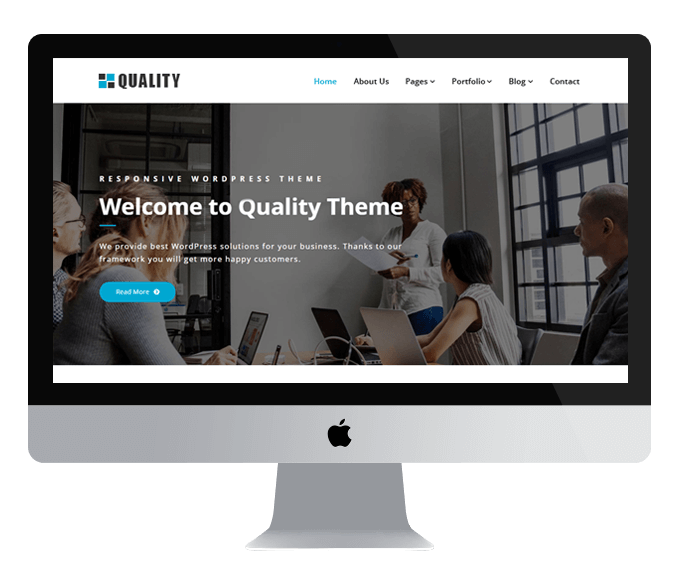 QUALITY
Home About Us Pages Portfolio Blog Contact
RESPONSIVE WORDPRESS THEME
Welcome to Quality Theme
We provide best WordPress solutions for your business. Thanks to our
framework you will get more happy customers.
Read More